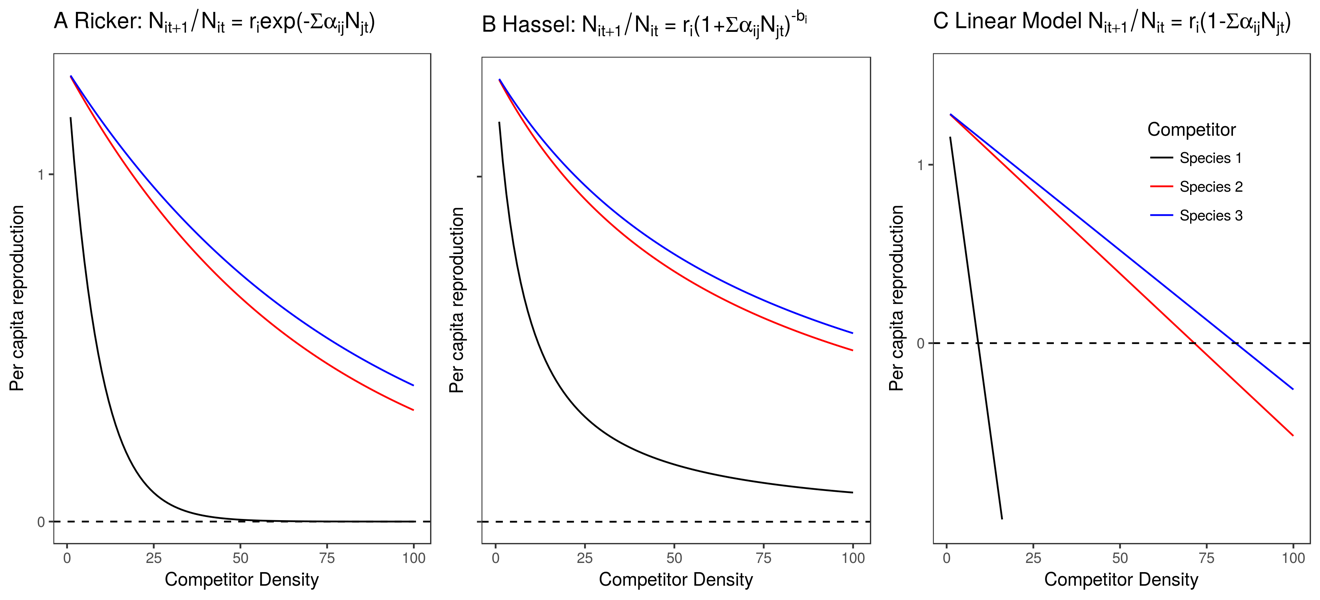 A Ricker: Nit+1/Nit = riexp(-ΣαijNjt)
Per capita reproduction
1
0
0 25 50 75 100
Competitor Density
B Hassel: Nit+1/Nit = ri(1+ΣαijNjt)-bi
Per capita reproduction
0 25 50 75 100
Competitor Density
C Linear Model Nit+1/Nit = ri(1-ΣαijNjt)
Per capita reproduction
1
0
Competitor
Species 1
Species 2
Species 3
0 25 50 75 100
Competitor Density